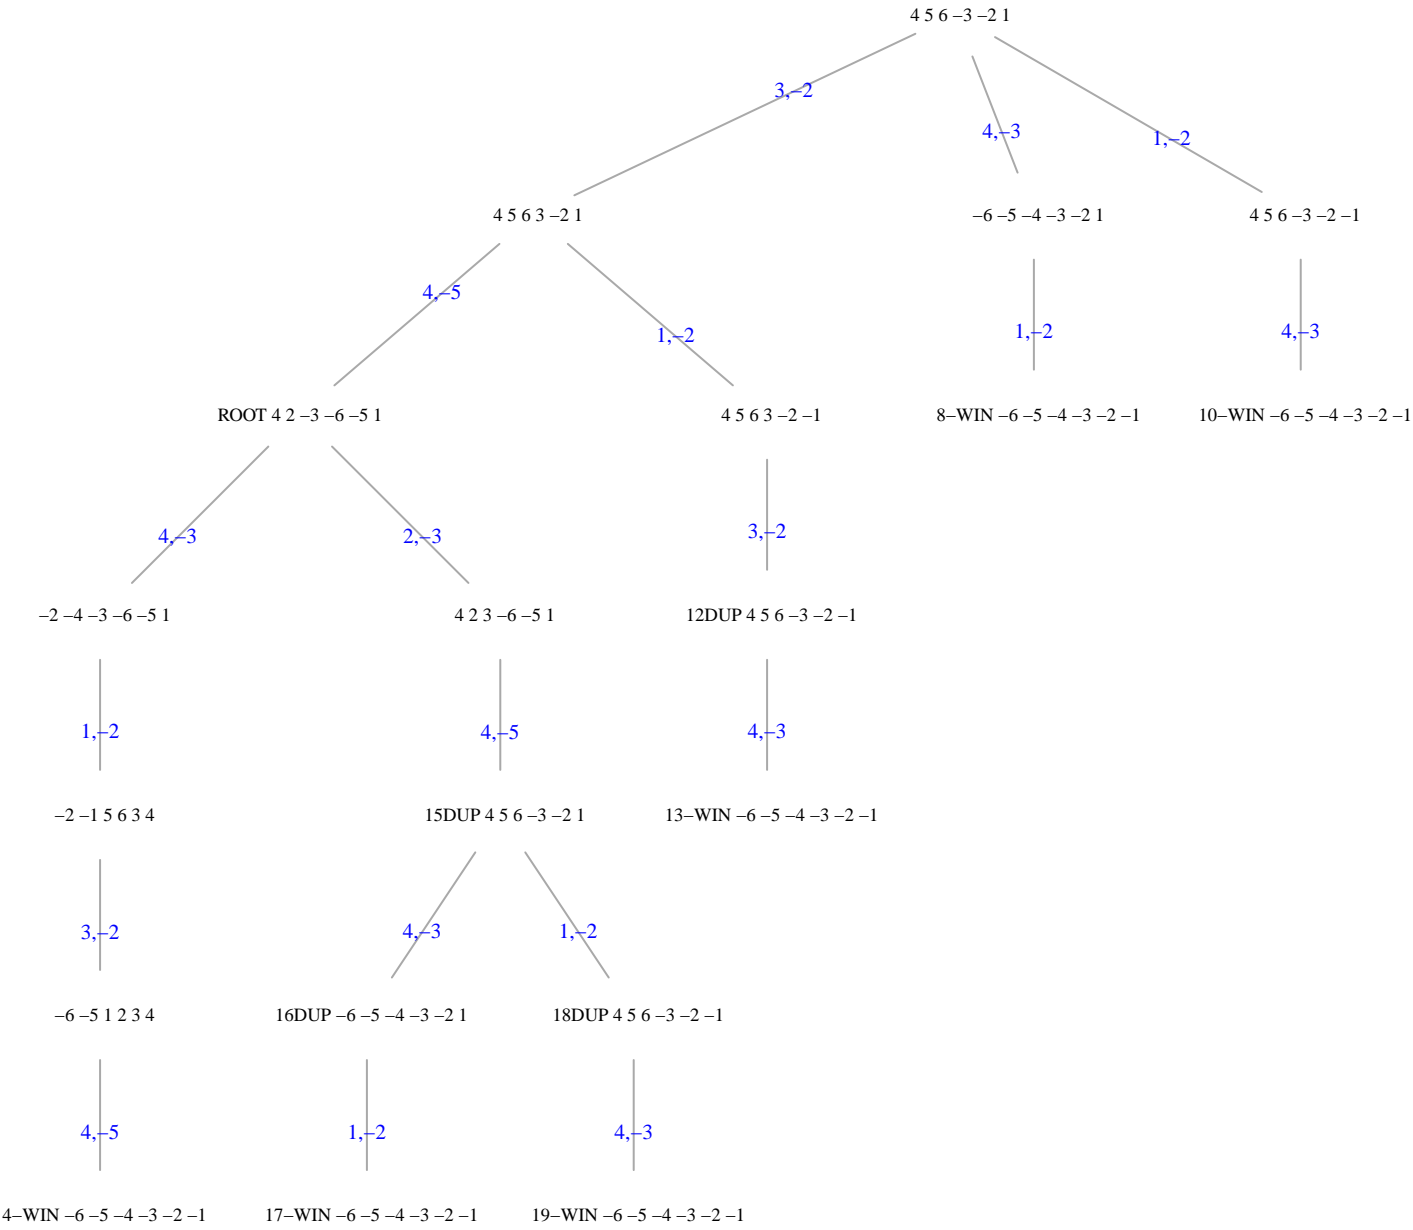 4 5 6 –3 –2 1
3,–2
4,–3
1,–2
4 5 6 3 –2 1
–6 –5 –4 –3 –2 1
4 5 6 –3 –2 –1
4,–5
1,–2
1,–2
4,–3
ROOT 4 2 –3 –6 –5 1
4 5 6 3 –2 –1
8–WIN –6 –5 –4 –3 –2 –1
10–WIN –6 –5 –4 –3 –2 –1
4,–3
2,–3
3,–2
–2 –4 –3 –6 –5 1
4 2 3 –6 –5 1
12DUP 4 5 6 –3 –2 –1
1,–2
4,–5
4,–3
–2 –1 5 6 3 4
15DUP 4 5 6 –3 –2 1
13–WIN –6 –5 –4 –3 –2 –1
3,–2
4,–3
1,–2
–6 –5 1 2 3 4
16DUP –6 –5 –4 –3 –2 1
18DUP 4 5 6 –3 –2 –1
4,–5
1,–2
4,–3
4–WIN –6 –5 –4 –3 –2 –1
17–WIN –6 –5 –4 –3 –2 –1
19–WIN –6 –5 –4 –3 –2 –1